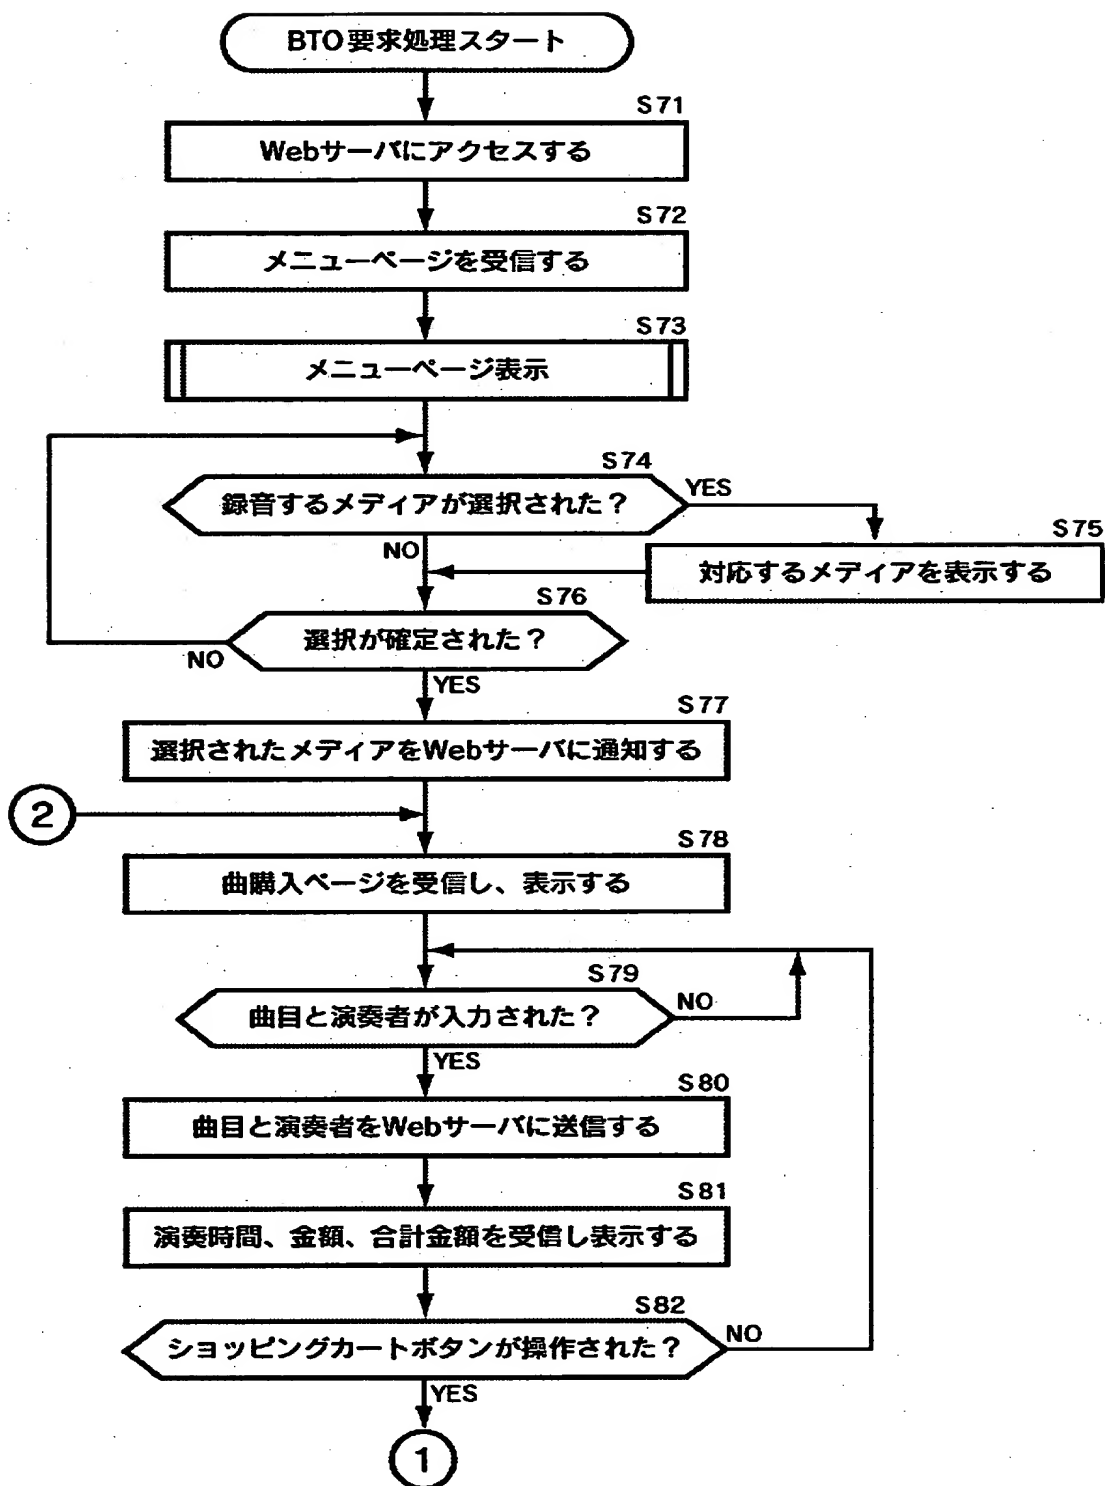 BTO要求処理スタート
S71
Webサーバにアクセスする
S72
メニューページを受信する
S73
メニューページ表示
S74
録音するメディアが選択された?
YES
NO
S75
対応するメディアを表示する
S76
選択が確定された?
NO
YES
S77
選択されたメディアをWebサーバに通知する
2
S78
曲購入ページを受信し、表示する
S79
曲目と演奏者が入力された?
NO
YES
S80
曲目と演奏者をWebサーバに送信する
S81
演奏時間、金額、合計金額を受信し表示する
S82
ショッピングカートボタンが操作された?
NO
YES
1